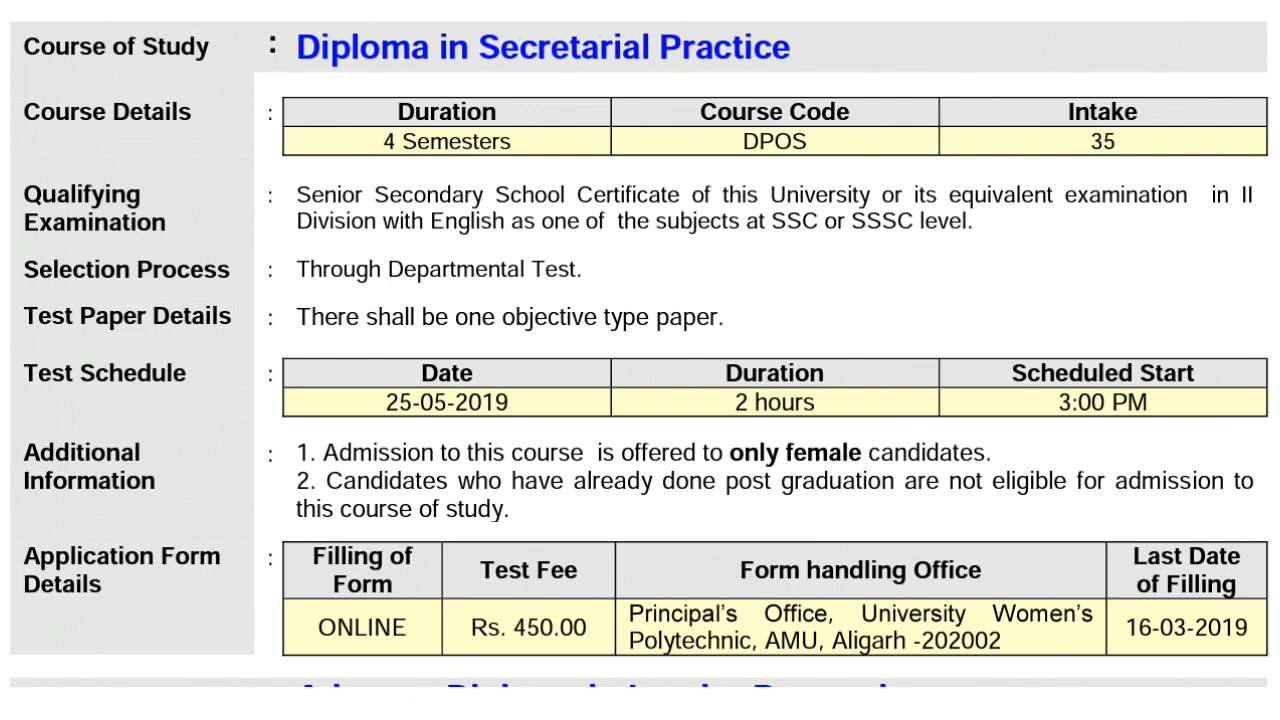 Course of Study : Diploma in Secretarial Practice
Course Details : Duration Course Code Intake
4 Semesters DPOS 35
Qualifying : Senior Secondary School Certificate of this University or its equivalent examination in II
Examination Division with English as one of the subjects at SSC or SSSC level.
Selection Process : Through Departmental Test.
Test Paper Details : There shall be one objective type paper.
Test Schedule : Date Duration Scheduled Start
25-05-2019 2 hours 3:00 PM
Additional : 1. Admission to this course is offered to only female candidates.
Information 2. Candidates who have already done post graduation are not eligible for admission to
this course of study.
Application Form : Filling of Test Fee Form handling Office Last Date
Details Form of Filling
ONLINE Rs. 450.00 Principal's Office, University Women's 16-03-2019
Polytechnic, AMU, Aligarh -202002